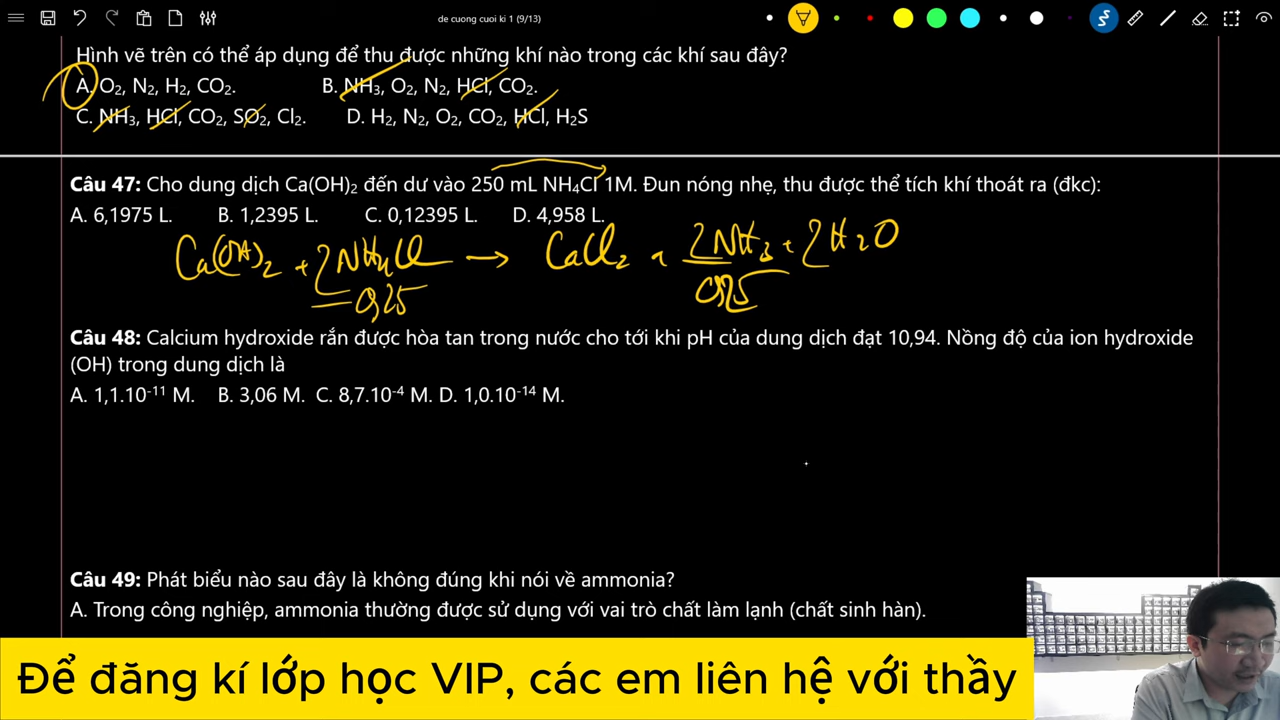 de cuong cuoi ki 1 (9/13)
Hình vẽ trên có thể áp dụng để thu được những khí nào trong các khí sau đây?
A. O₂, N₂, H₂, CO₂. B. NH₃, O₂, N₂, HCl, CO₂.
C. NH₃, HCl, CO₂, SO₂, Cl₂. D. H₂, N₂, O₂, CO₂, HCl, H₂S
Câu 47: Cho dung dịch Ca(OH)₂ đến dư vào 250 mL NH₄Cl 1M. Đun nóng nhẹ, thu được thể tích khí thoát ra (đkc):
A. 6,1975 L. B. 1,2395 L. C. 0,12395 L. D. 4,958 L.
Ca(OH)₂ + 2NH₄Cl → CaCl₂ + 2NH₃ + 2H₂O
0,25 0,25
Câu 48: Calcium hydroxide rắn được hòa tan trong nước cho tới khi pH của dung dịch đạt 10,94. Nồng độ của ion hydroxide
(OH) trong dung dịch là
A. 1,1.10⁻¹¹ M. B. 3,06 M. C. 8,7.10⁻⁴ M. D. 1,0.10⁻¹⁴ M.
Câu 49: Phát biểu nào sau đây là không đúng khi nói về ammonia?
A. Trong công nghiệp, ammonia thường được sử dụng với vai trò chất làm lạnh (chất sinh hàn).
Để đăng kí lớp học VIP, các em liên hệ với thầy